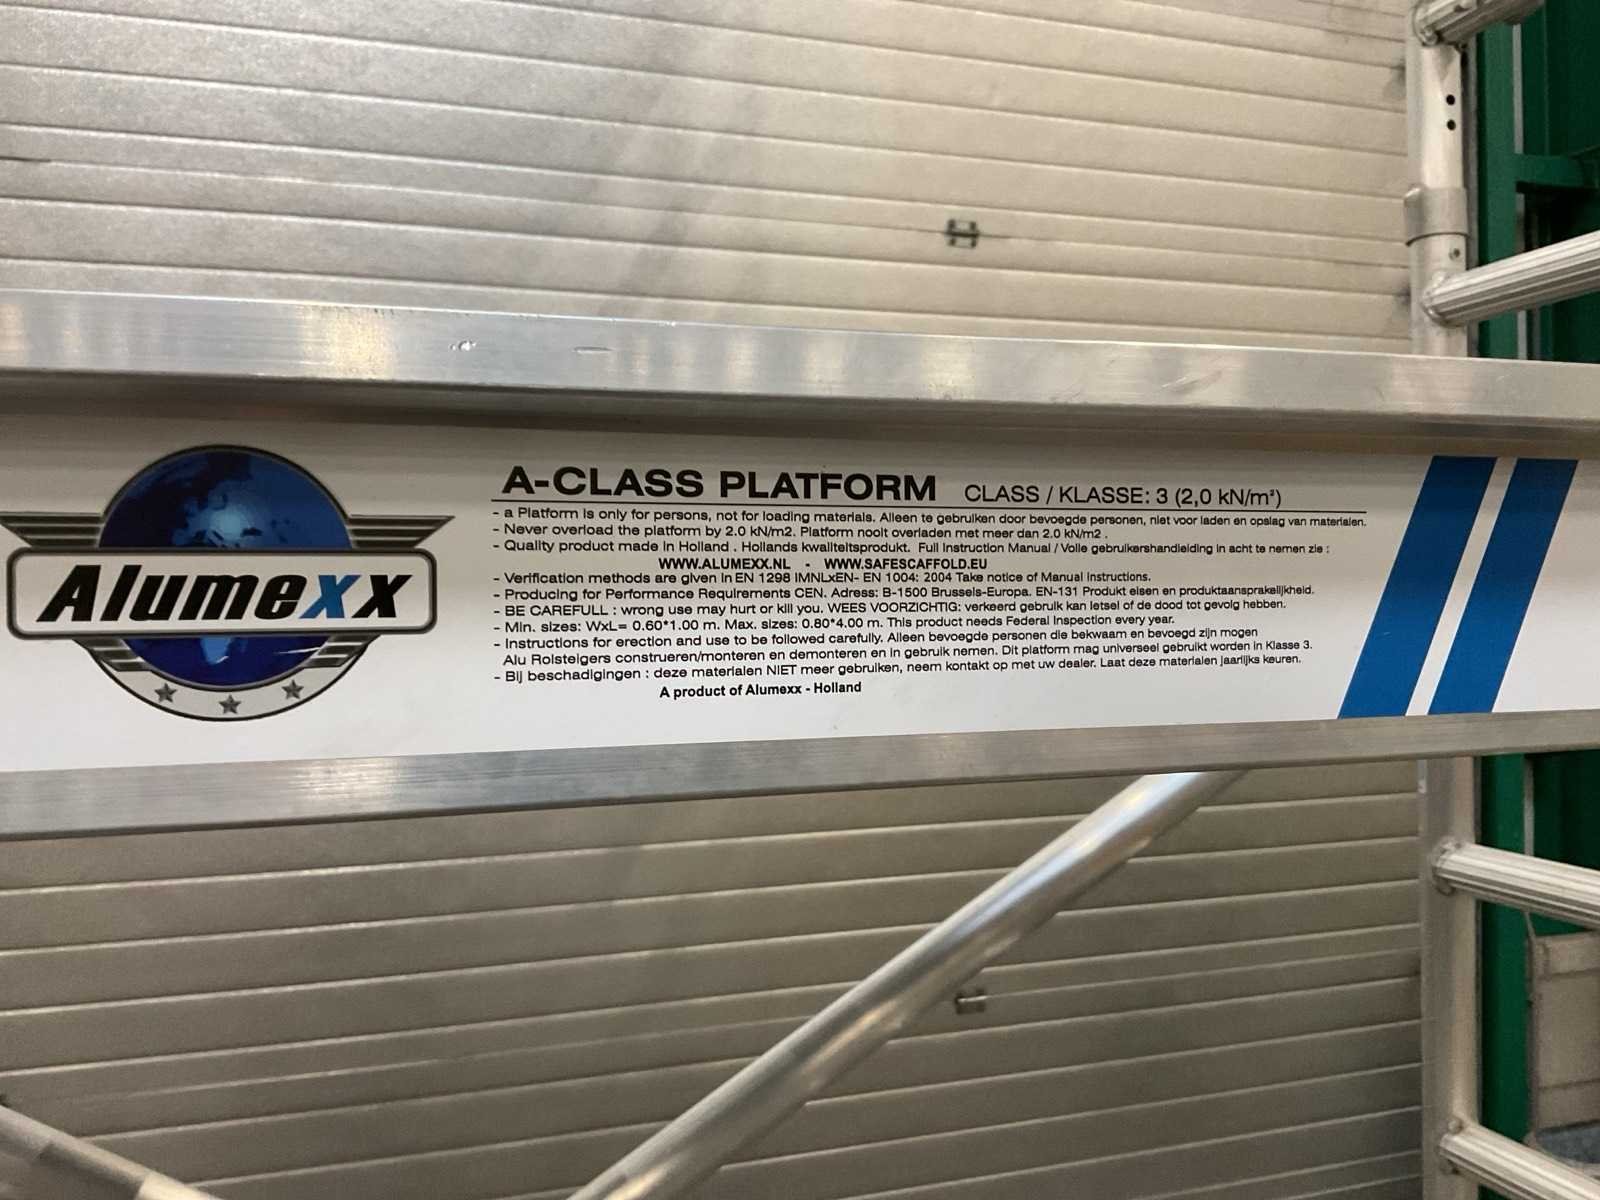 Alumexx
A-CLASS PLATFORM CLASS / KLASSE: 3 (2,0 kN/m²)
- a Platform is only for persons, not for loading materials. Alleen te gebruiken door bevoegde personen, niet voor laden en opslag van materialen.
- Never overload the platform by 2.0 kN/m2. Platform nooit overladen met meer dan 2.0 kN/m2 .
- Quality product made in Holland . Hollands kwaliteitsprodukt. Full Instruction Manual / Volle gebruikershandleiding in acht te nemen zie :
WWW.ALUMEXX.NL - WWW.SAFESCAFFOLD.EU
- Verification methods are given in EN 1298 IMNLxEN- EN 1004: 2004 Take notice of Manual instructions.
- Producing for Performance Requirements CEN. Adress: B-1500 Brussels-Europa. EN-131 Produkt eisen en produktaansprakelijkheid.
- BE CAREFULL : wrong use may hurt or kill you. WEES VOORZICHTIG: verkeerd gebruik kan letsel of de dood tot gevolg hebben.
- Min. sizes: WxL= 0.60*1.00 m. Max. sizes: 0.80*4.00 m. This product needs Federal Inspection every year.
- Instructions for erection and use to be followed carefully. Alleen bevoegde personen die bekwaam en bevoegd zijn mogen
Alu Rolsteigers construeren/monteren en demonteren en in gebruik nemen. Dit platform mag universeel gebruikt worden in Klasse 3.
- Bij beschadigingen : deze materialen NIET meer gebruiken, neem kontakt op met uw dealer. Laat deze materialen jaarlijks keuren.
A product of Alumexx - Holland